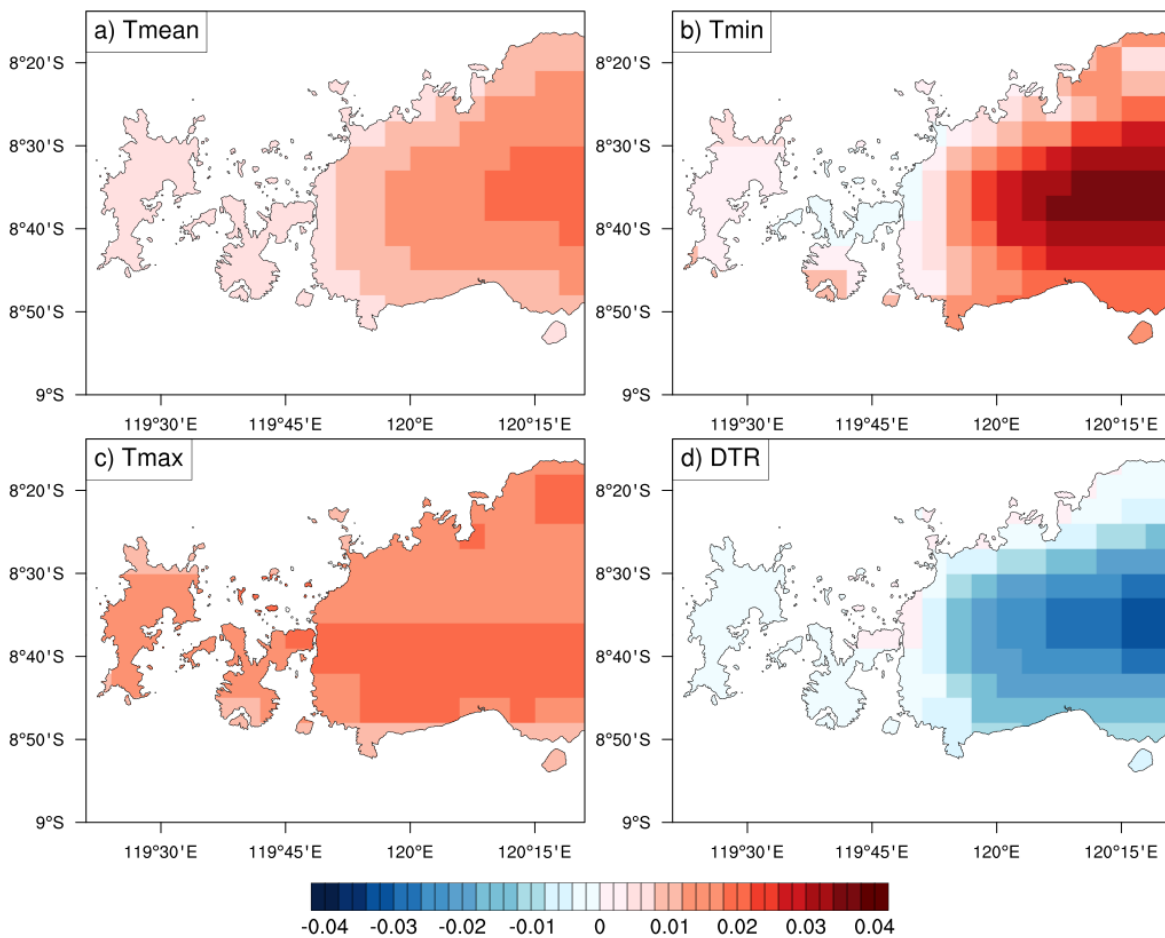 a) Tmean
b) Tmin
8°20'S
8°30'S
8°40'S
8°50'S
9°S
119°30'E 119°45'E 120°E 120°15'E
8°20'S
8°30'S
8°40'S
8°50'S
9°S
119°30'E 119°45'E 120°E 120°15'E
c) Tmax
d) DTR
8°20'S
8°30'S
8°40'S
8°50'S
9°S
119°30'E 119°45'E 120°E 120°15'E
8°20'S
8°30'S
8°40'S
8°50'S
9°S
119°30'E 119°45'E 120°E 120°15'E
-0.04 -0.03 -0.02 -0.01 0 0.01 0.02 0.03 0.04